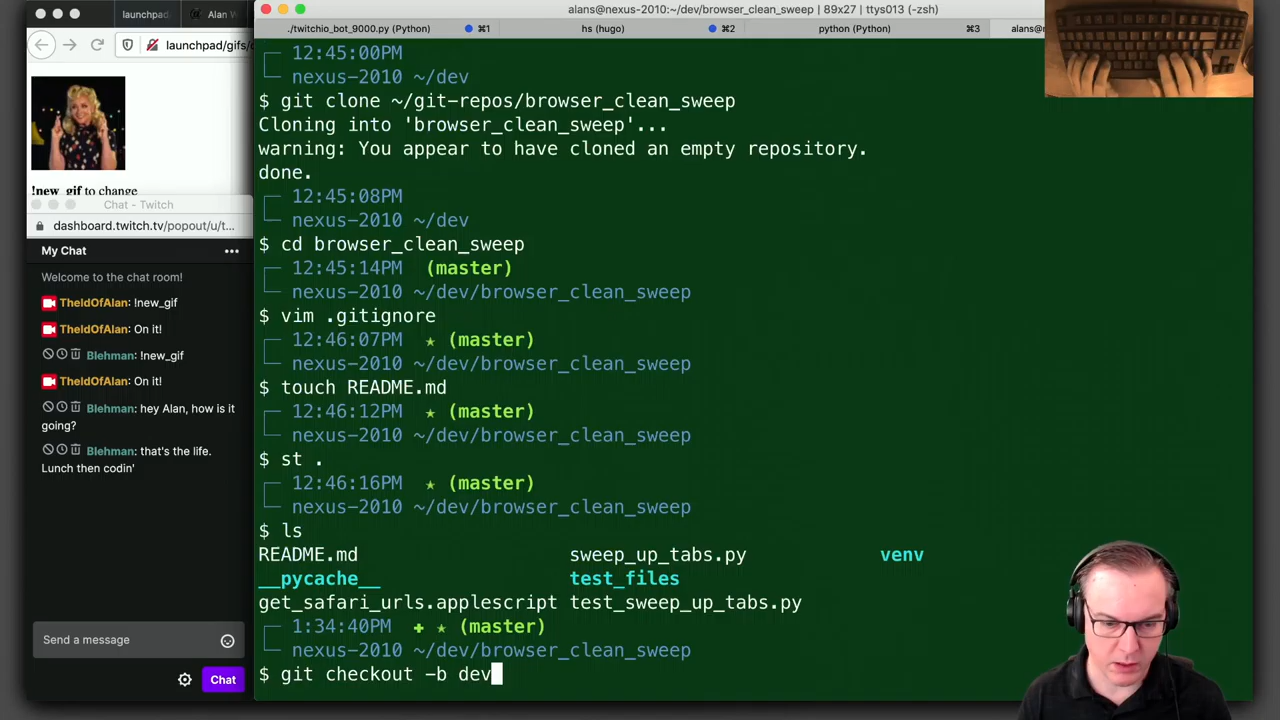 launchpad
Alan W
launchpad/gifs/
!new_gif to change
Chat - Twitch
dashboard.twitch.tv/popout/u/t...
My Chat
Welcome to the chat room!
TheIdOfAlan: !new_gif
TheIdOfAlan: On it!
Blehman: !new_gif
TheIdOfAlan: On it!
Blehman: hey Alan, how is it
going?
Blehman: that's the life.
Lunch then codin'
Send a message
Chat
alans@nexus-2010:~/dev/browser_clean_sweep | 89x27 | ttys013 (-zsh)
./twitchio_bot_9000.py (Python) ⌘1
hs (hugo) ⌘2
python (Python) ⌘3
alans@
12:45:00PM
nexus-2010 ~/dev
$ git clone ~/git-repos/browser_clean_sweep
Cloning into 'browser_clean_sweep'...
warning: You appear to have cloned an empty repository.
done.
12:45:08PM
nexus-2010 ~/dev
$ cd browser_clean_sweep
12:45:14PM (master)
nexus-2010 ~/dev/browser_clean_sweep
$ vim .gitignore
12:46:07PM ★ (master)
nexus-2010 ~/dev/browser_clean_sweep
$ touch README.md
12:46:12PM ★ (master)
nexus-2010 ~/dev/browser_clean_sweep
$ st .
12:46:16PM ★ (master)
nexus-2010 ~/dev/browser_clean_sweep
$ ls
README.md sweep_up_tabs.py venv
__pycache__ test_files
get_safari_urls.applescript test_sweep_up_tabs.py
1:34:40PM ✚ ★ (master)
nexus-2010 ~/dev/browser_clean_sweep
$ git checkout -b dev